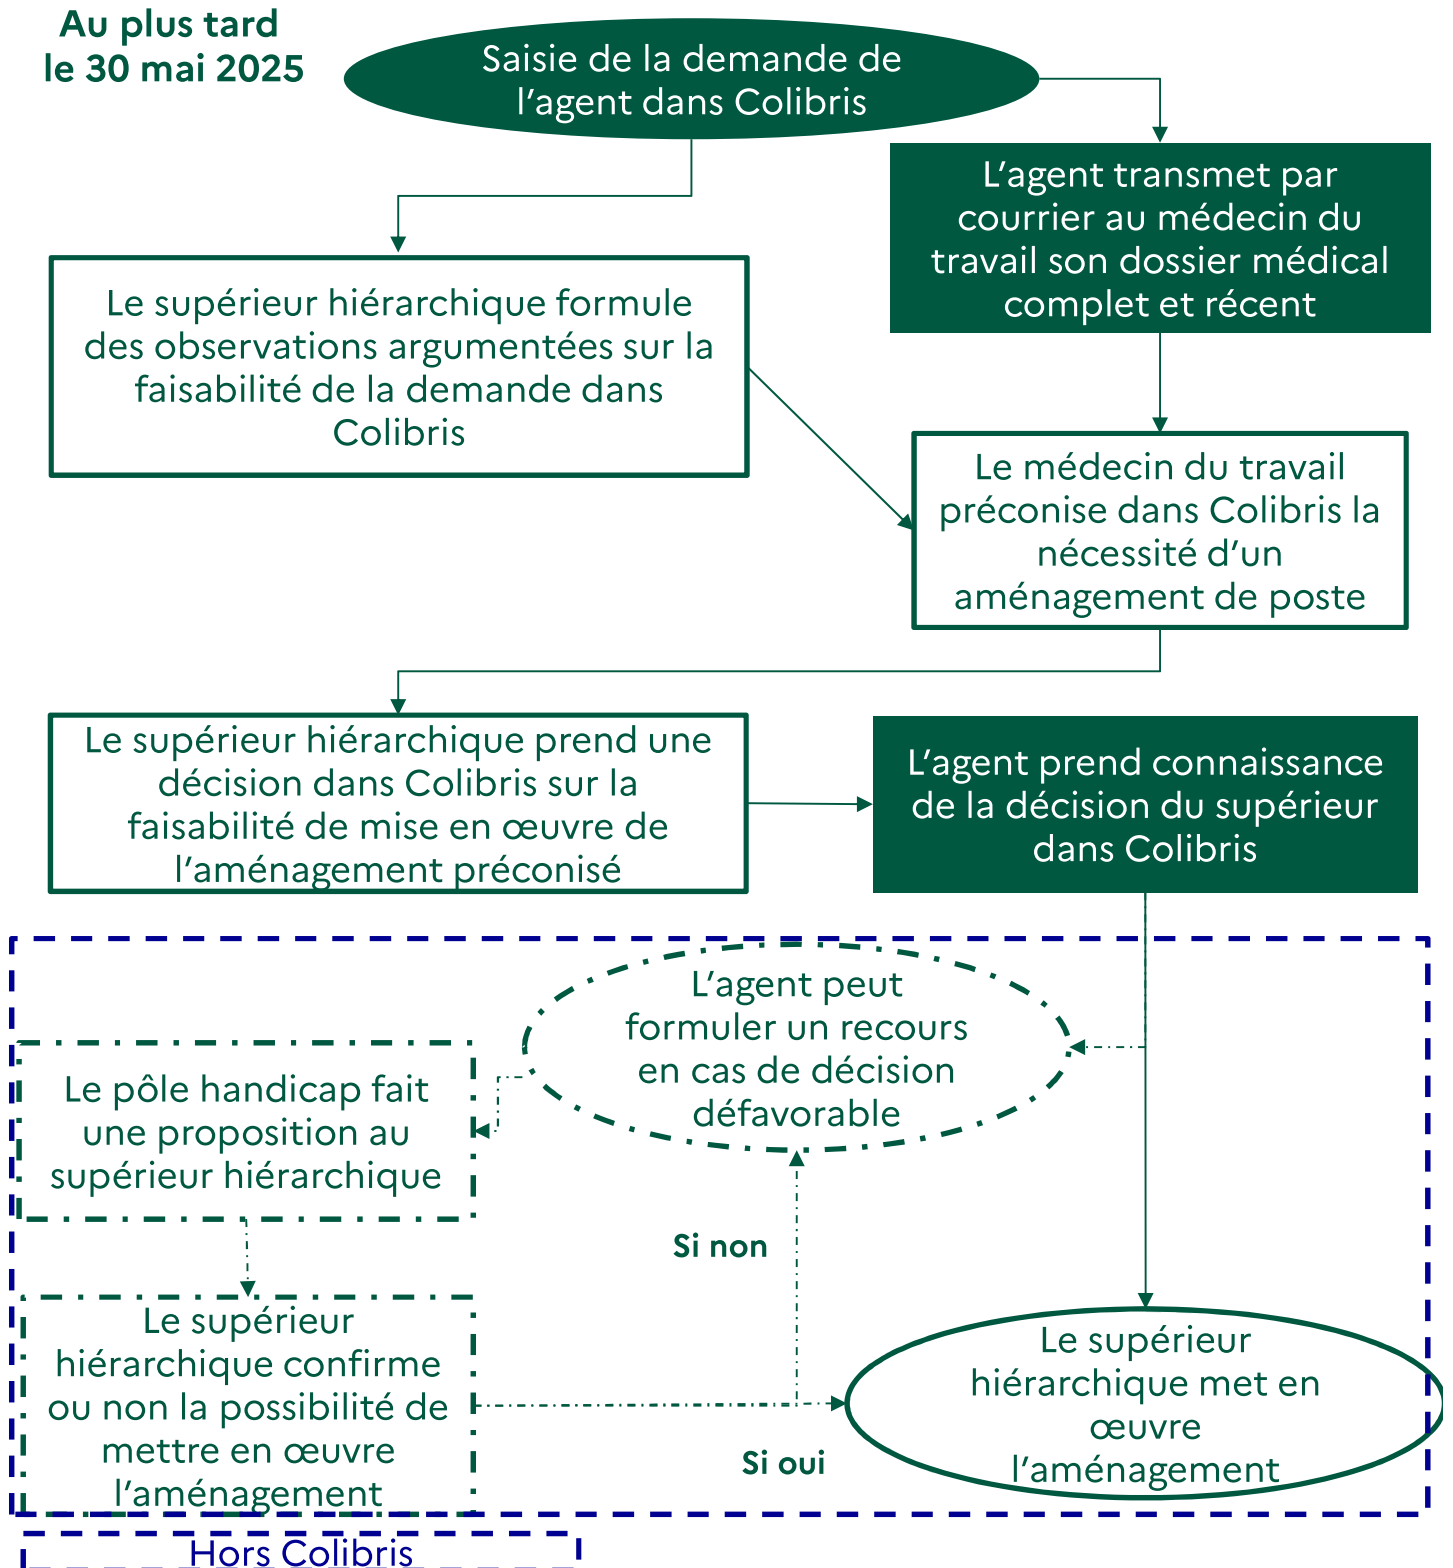 Au plus tard
le 30 mai 2025
Saisie de la demande de
l’agent dans Colibris
L’agent transmet par
courrier au médecin du
travail son dossier médical
complet et récent
Le supérieur hiérarchique formule
des observations argumentées sur la
faisabilité de la demande dans
Colibris
Le médecin du travail
préconise dans Colibris la
nécessité d’un
aménagement de poste
Le supérieur hiérarchique prend une
décision dans Colibris sur la
faisabilité de mise en œuvre de
l’aménagement préconisé
L’agent prend connaissance
de la décision du supérieur
dans Colibris
L’agent peut
formuler un recours
en cas de décision
défavorable
Le pôle handicap fait
une proposition au
supérieur hiérarchique
Si non
Le supérieur
hiérarchique confirme
ou non la possibilité de
mettre en œuvre
l’aménagement
Si oui
Le supérieur
hiérarchique met en
œuvre
l’aménagement
Hors Colibris